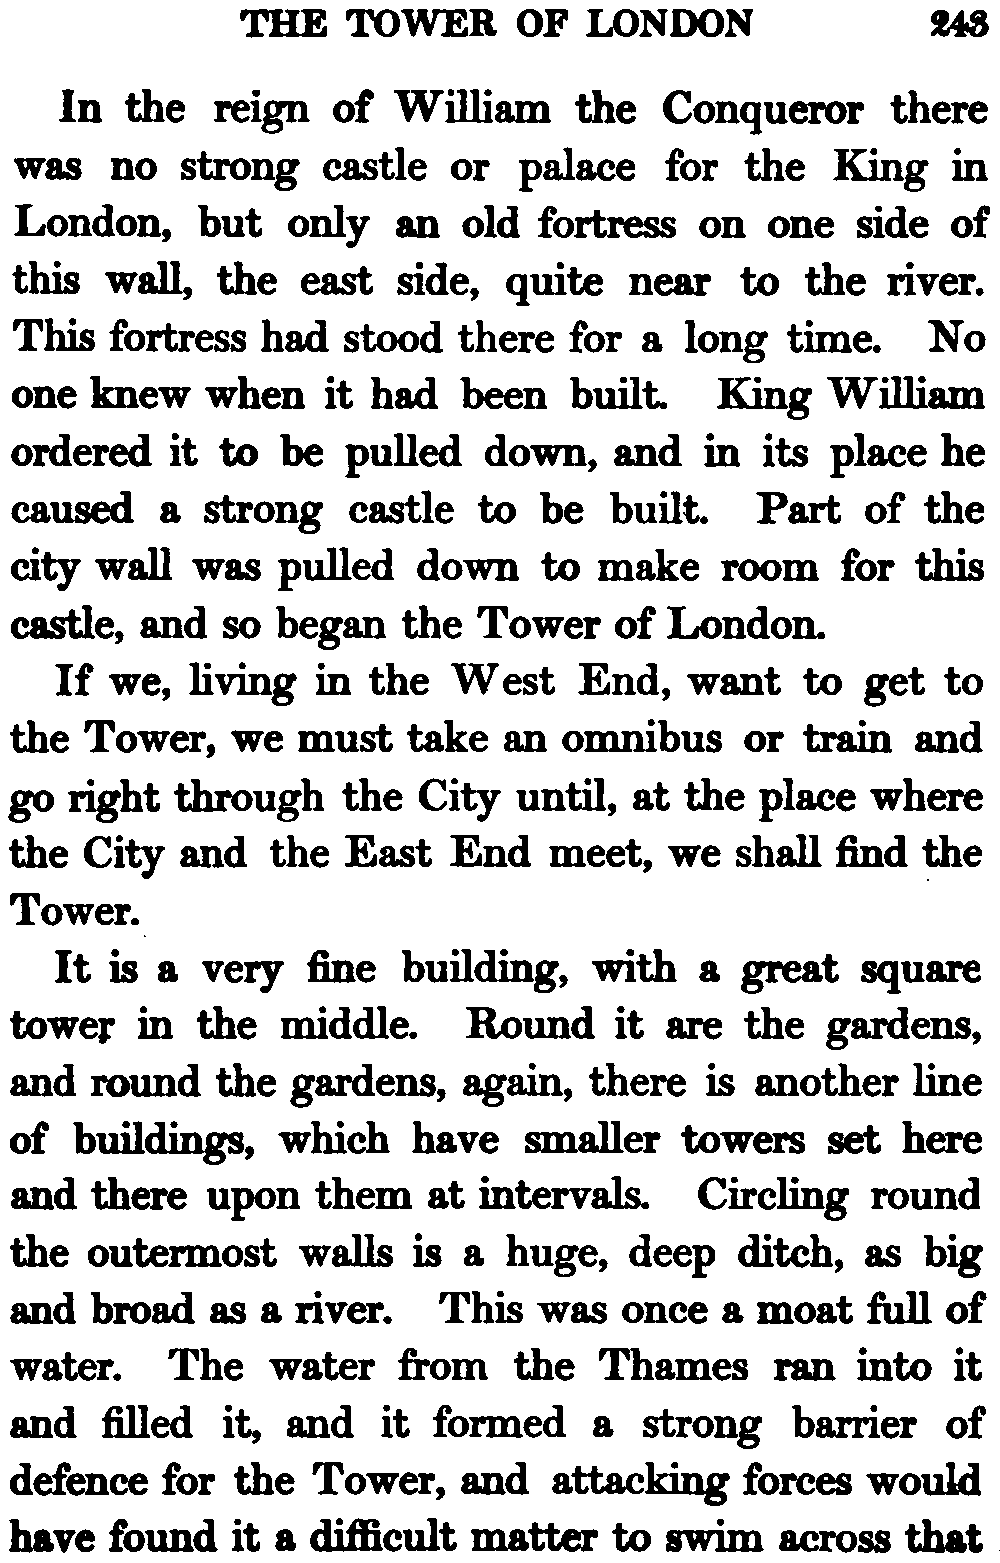 THE TOWER OF LONDON 243
In the reign of William the Conqueror there
was no strong castle or palace for the King in
London, but only an old fortress on one side of
this wall, the east side, quite near to the river.
This fortress had stood there for a long time. No
one knew when it had been built. King William
ordered it to be pulled down, and in its place he
caused a strong castle to be built. Part of the
city wall was pulled down to make room for this
castle, and so began the Tower of London.
If we, living in the West End, want to get to
the Tower, we must take an omnibus or train and
go right through the City until, at the place where
the City and the East End meet, we shall find the
Tower.
It is a very fine building, with a great square
tower in the middle. Round it are the gardens,
and round the gardens, again, there is another line
of buildings, which have smaller towers set here
and there upon them at intervals. Circling round
the outermost walls is a huge, deep ditch, as big
and broad as a river. This was once a moat full of
water. The water from the Thames ran into it
and filled it, and it formed a strong barrier of
defence for the Tower, and attacking forces would
have found it a difficult matter to swim across that